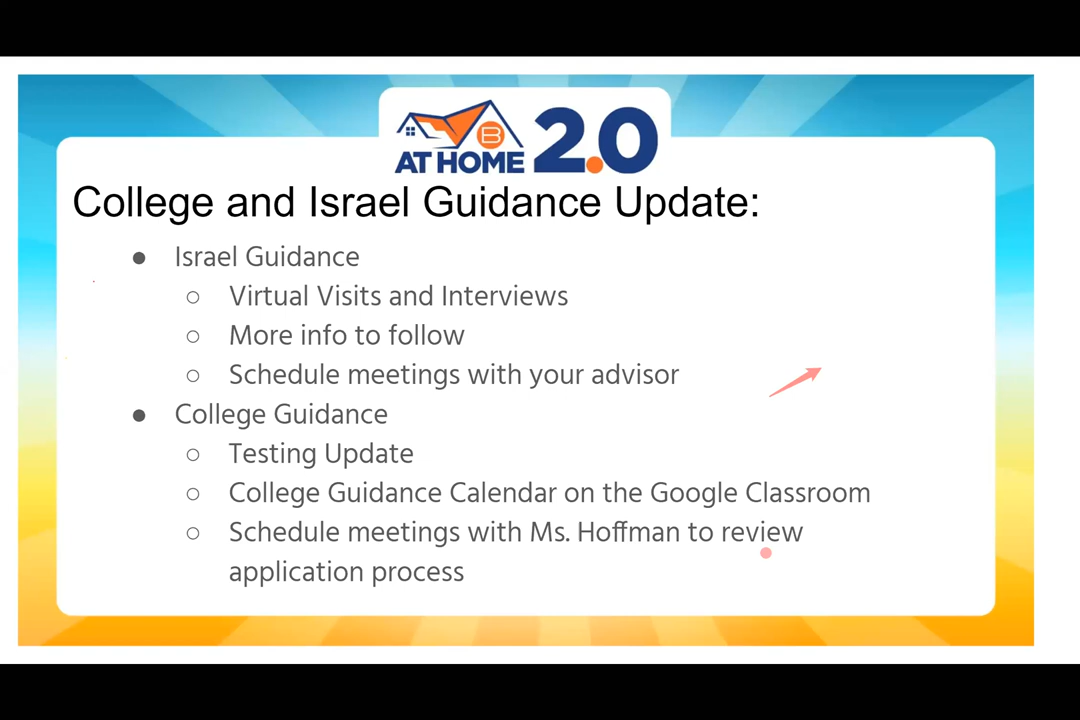 B
AT HOME 2.0
College and Israel Guidance Update:
● Israel Guidance
○ Virtual Visits and Interviews
○ More info to follow
○ Schedule meetings with your advisor
● College Guidance
○ Testing Update
○ College Guidance Calendar on the Google Classroom
○ Schedule meetings with Ms. Hoffman to review
application process